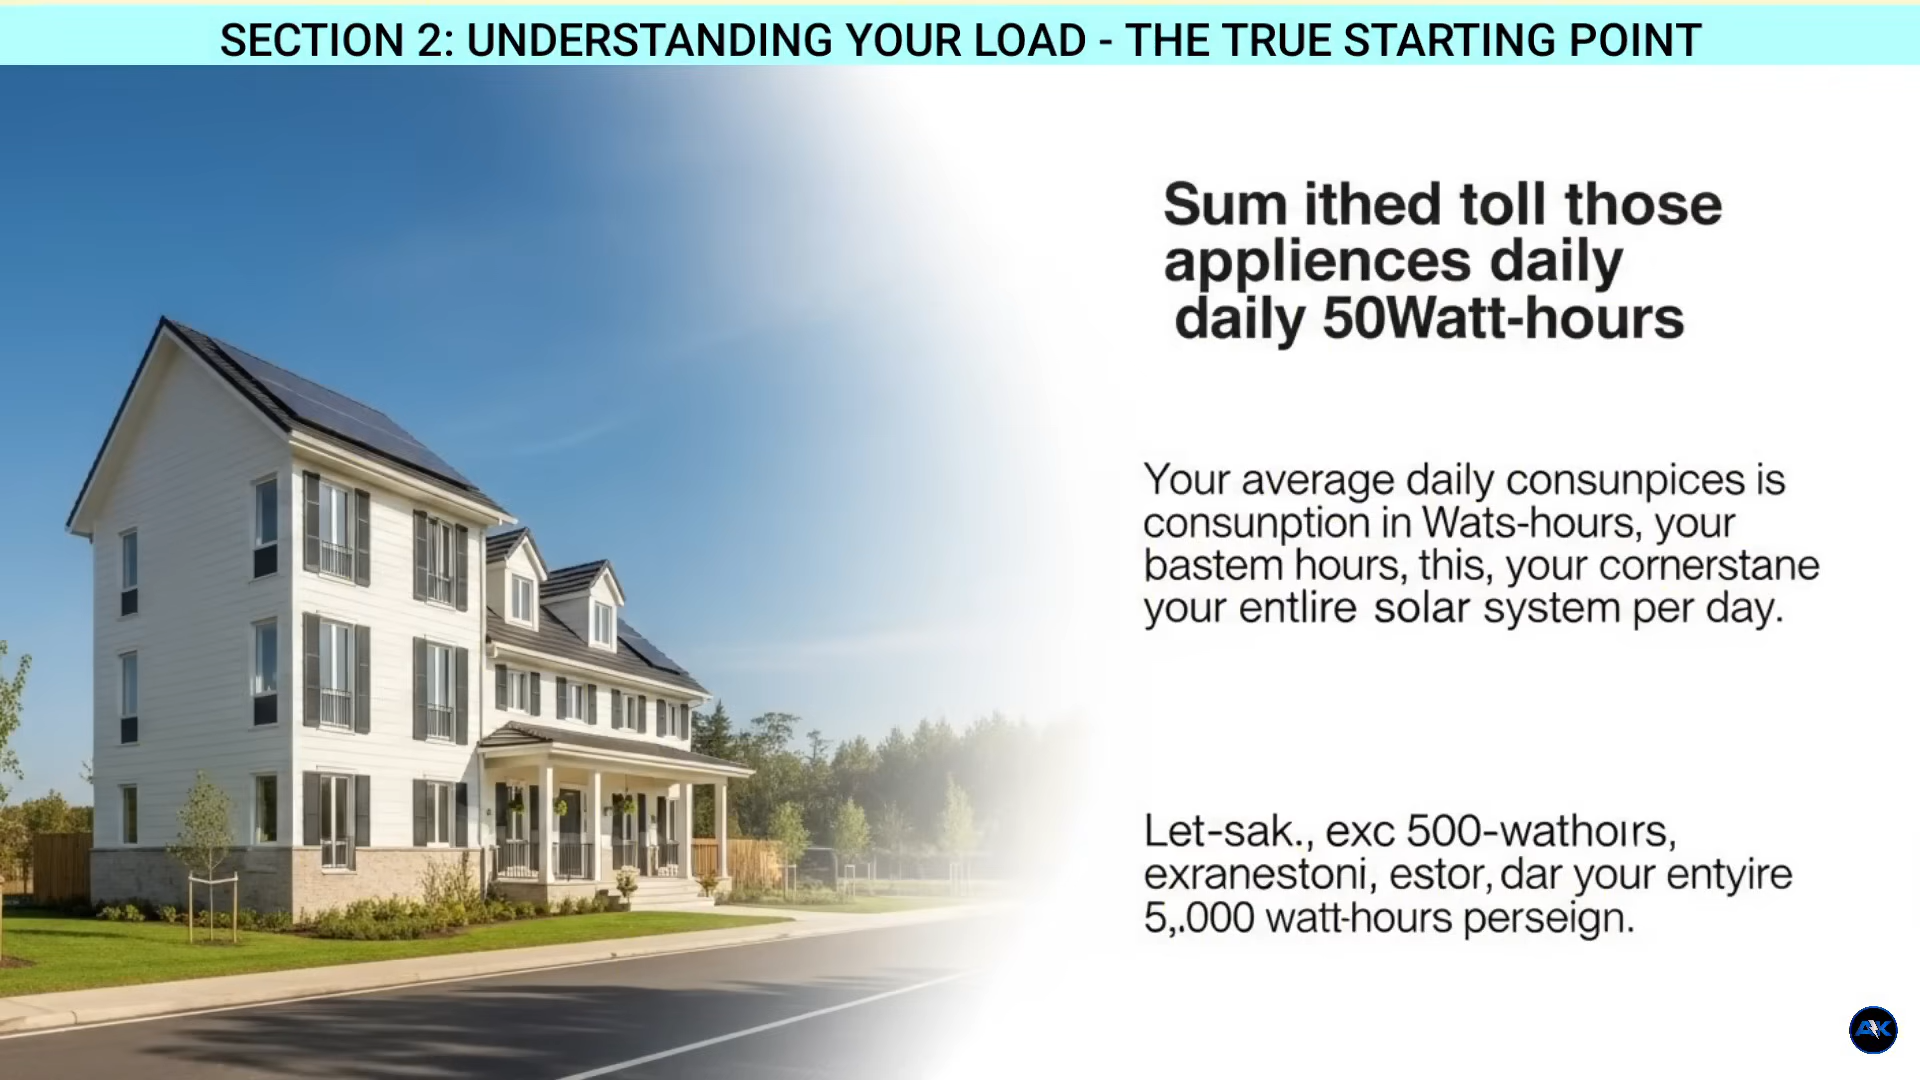 SECTION 2: UNDERSTANDING YOUR LOAD - THE TRUE STARTING POINT
Sum ithed toll those
appliences daily
daily 50Watt-hours
Your average daily consunpices is
consunption in Wats-hours, your
bastem hours, this, your cornerstane
your entlire solar system per day.
Let-sak., exc 500-wathoırs,
exranestoni, estor, dar your entyire
5,.000 watt-hours perseign.
AK